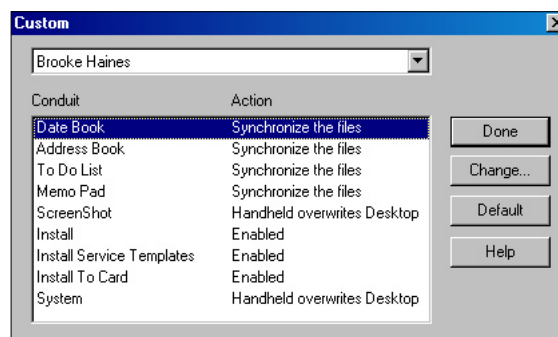 Custom
Brooke Haines
Conduit Action
Date Book Synchronize the files
Done
Address Book Synchronize the files
To Do List Synchronize the files
Change...
Memo Pad Synchronize the files
ScreenShot Handheld overwrites Desktop
Default
Install Enabled
Install Service Templates Enabled
Help
Install To Card Enabled
System Handheld overwrites Desktop